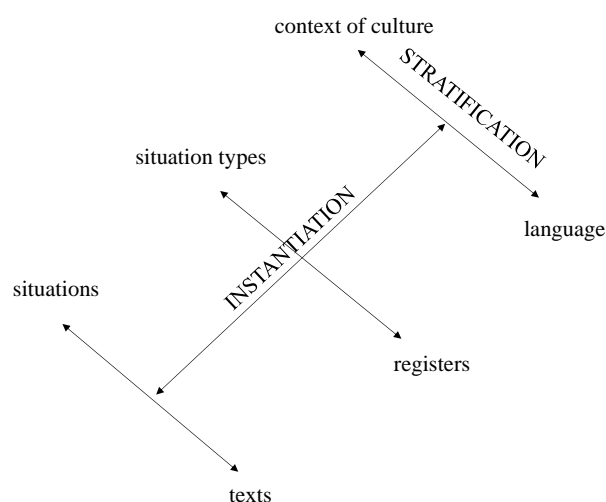 context of culture
STRATIFICATION
situation types
language
INSTANTIATION
situations
registers
texts